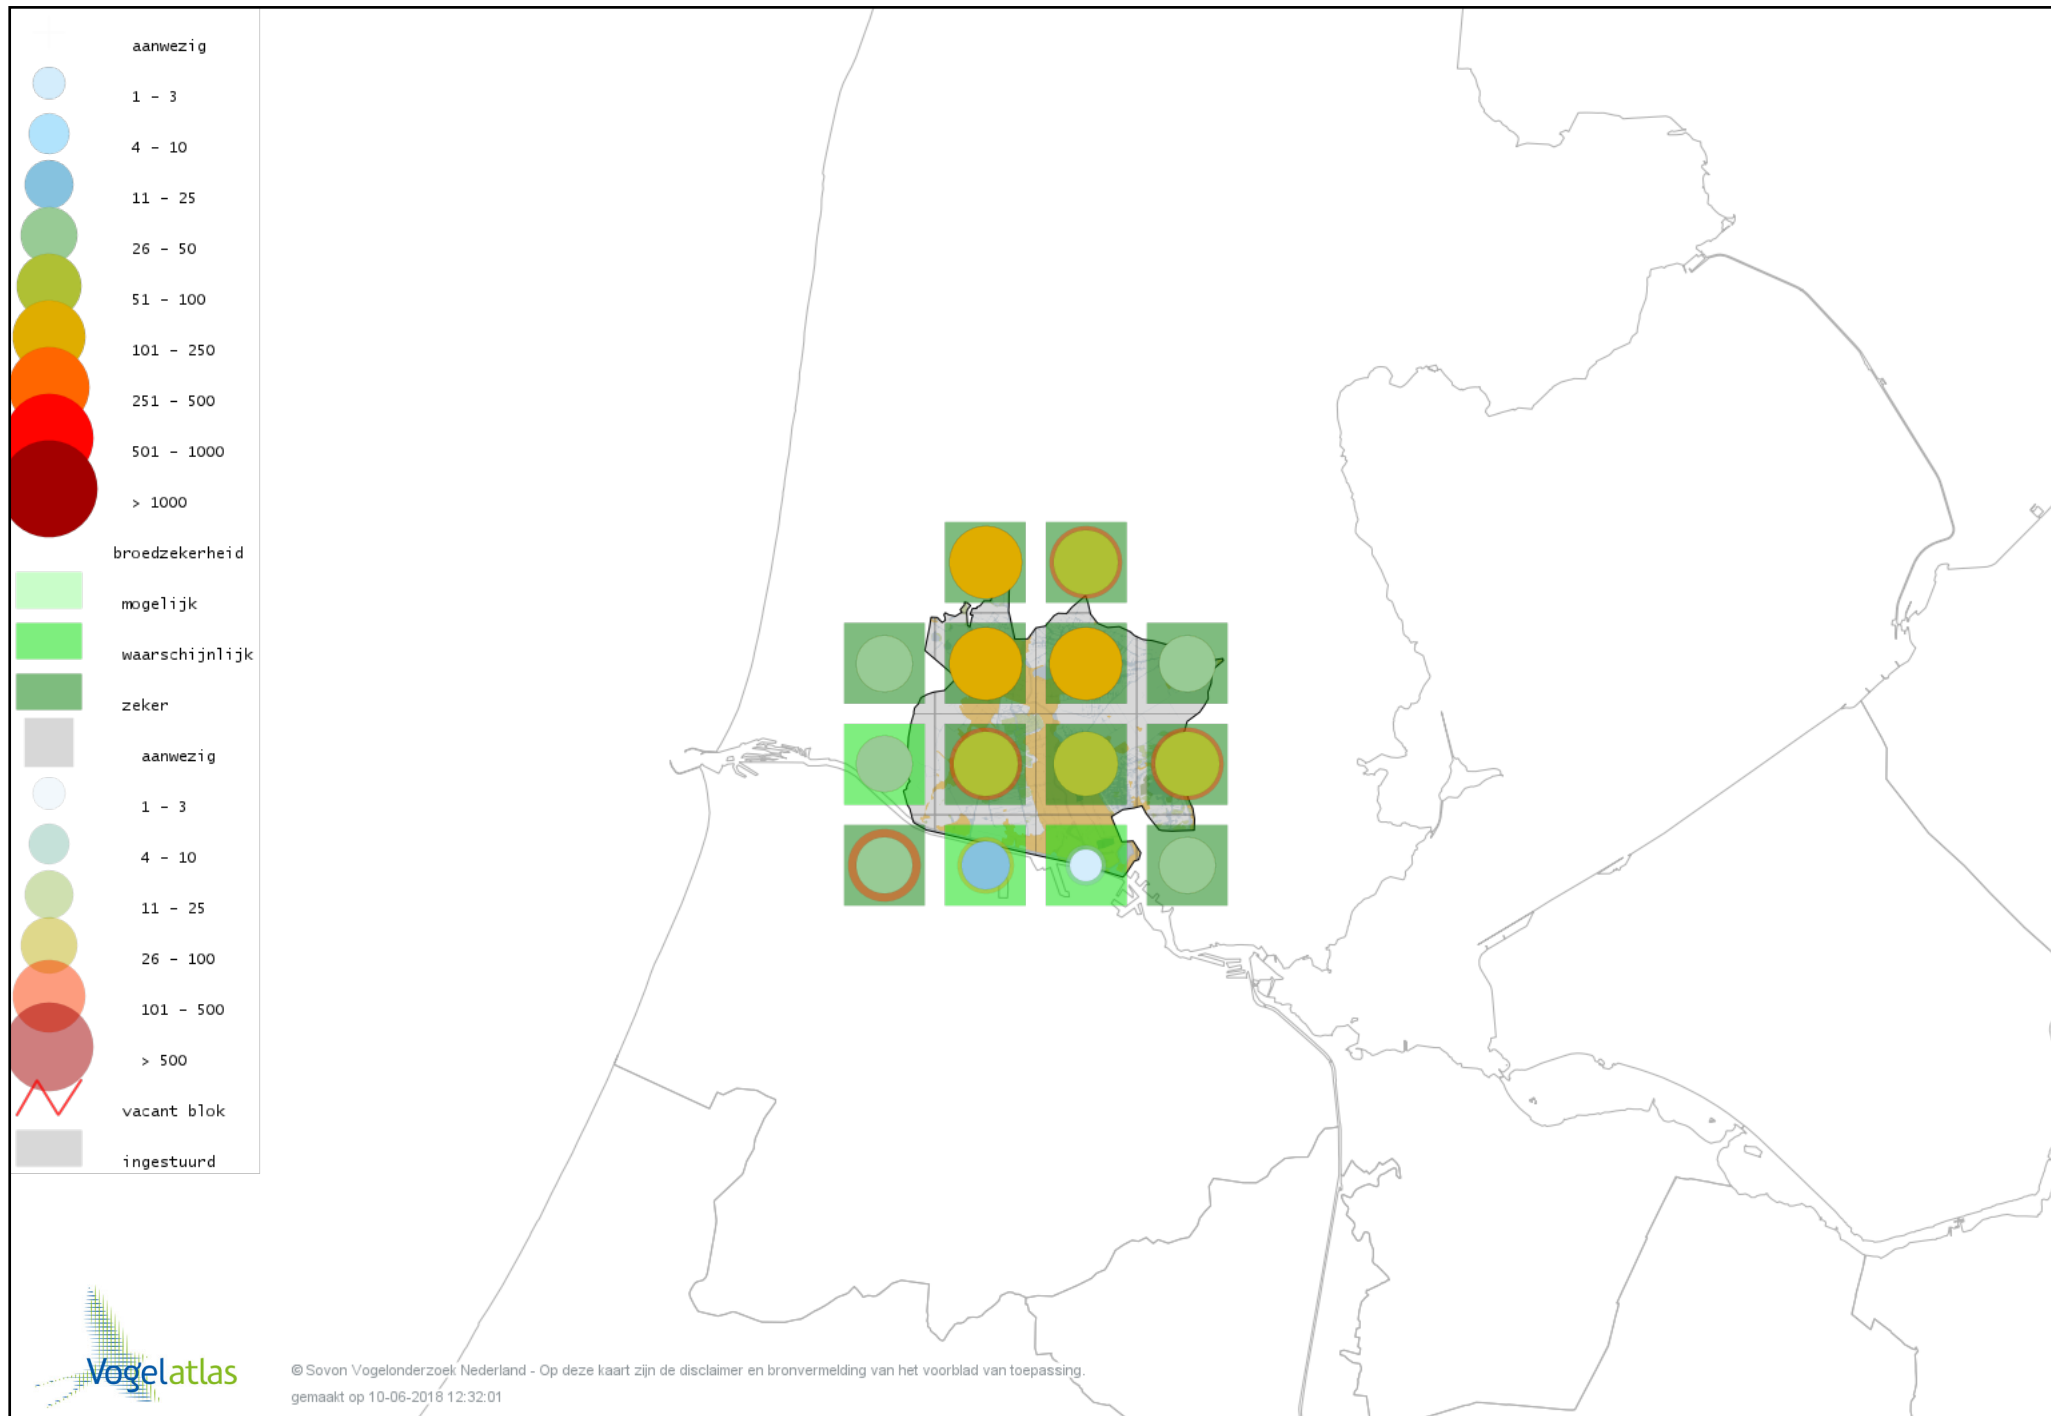 aanwezig
1 - 3
4 - 10
11 - 25
26 - 50
51 - 100
101 - 250
251 - 500
501 - 1000
> 1000
broedzekerheid
mogelijk
waarschijnlijk
zeker
aanwezig
1 - 3
4 - 10
11 - 25
26 - 100
101 - 500
> 500
vacant blok
ingestuurd
Vogelatlas
© Sovon Vogelonderzoek Nederland - Op deze kaart zijn de disclaimer en bronvermelding van het voorblad van toepassing.
gemaakt op 10-06-2018 12:32:01